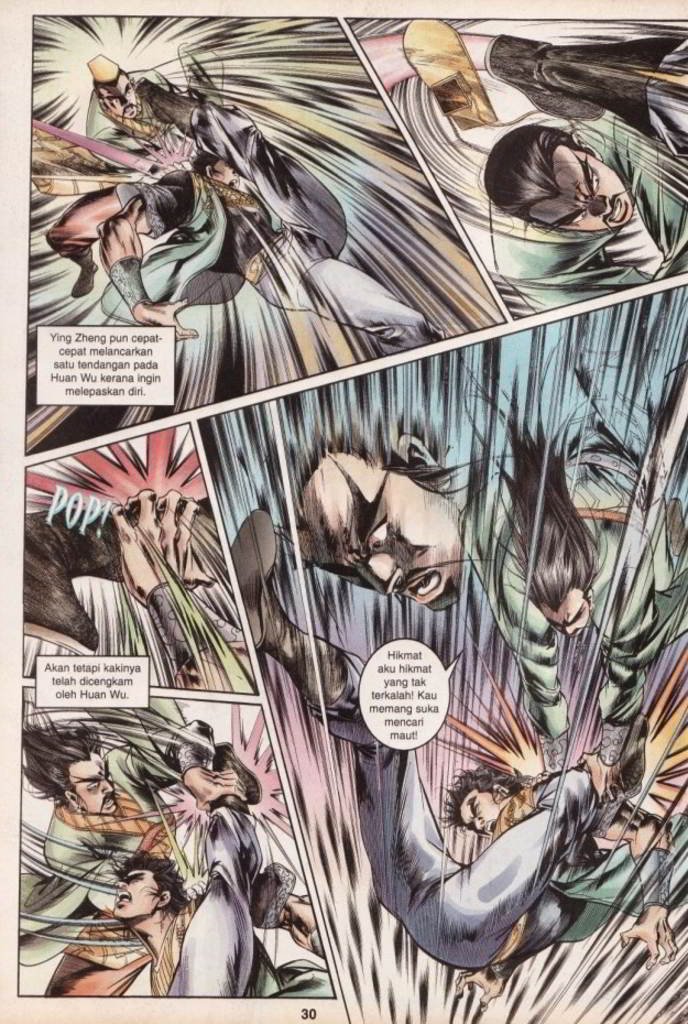 Ying Zheng pun cepat-
cepat melancarkan
satu tendangan pada
Huan Wu kerana ingin
melepaskan diri.
POP!
Akan tetapi kakinya
telah dicengkam
oleh Huan Wu.
Hikmat
aku hikmat
yang tak
terkalah! Kau
memang suka
mencari
maut!
30